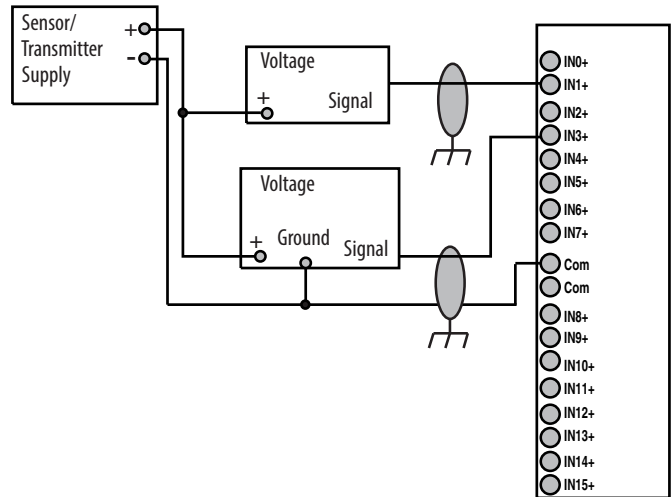 Sensor/
Transmitter
Supply
+
-
Voltage
+
Signal
Voltage
+
Ground
Signal
IN0+
IN1+
IN2+
IN3+
IN4+
IN5+
IN6+
IN7+
Com
Com
IN8+
IN9+
IN10+
IN11+
IN12+
IN13+
IN14+
IN15+